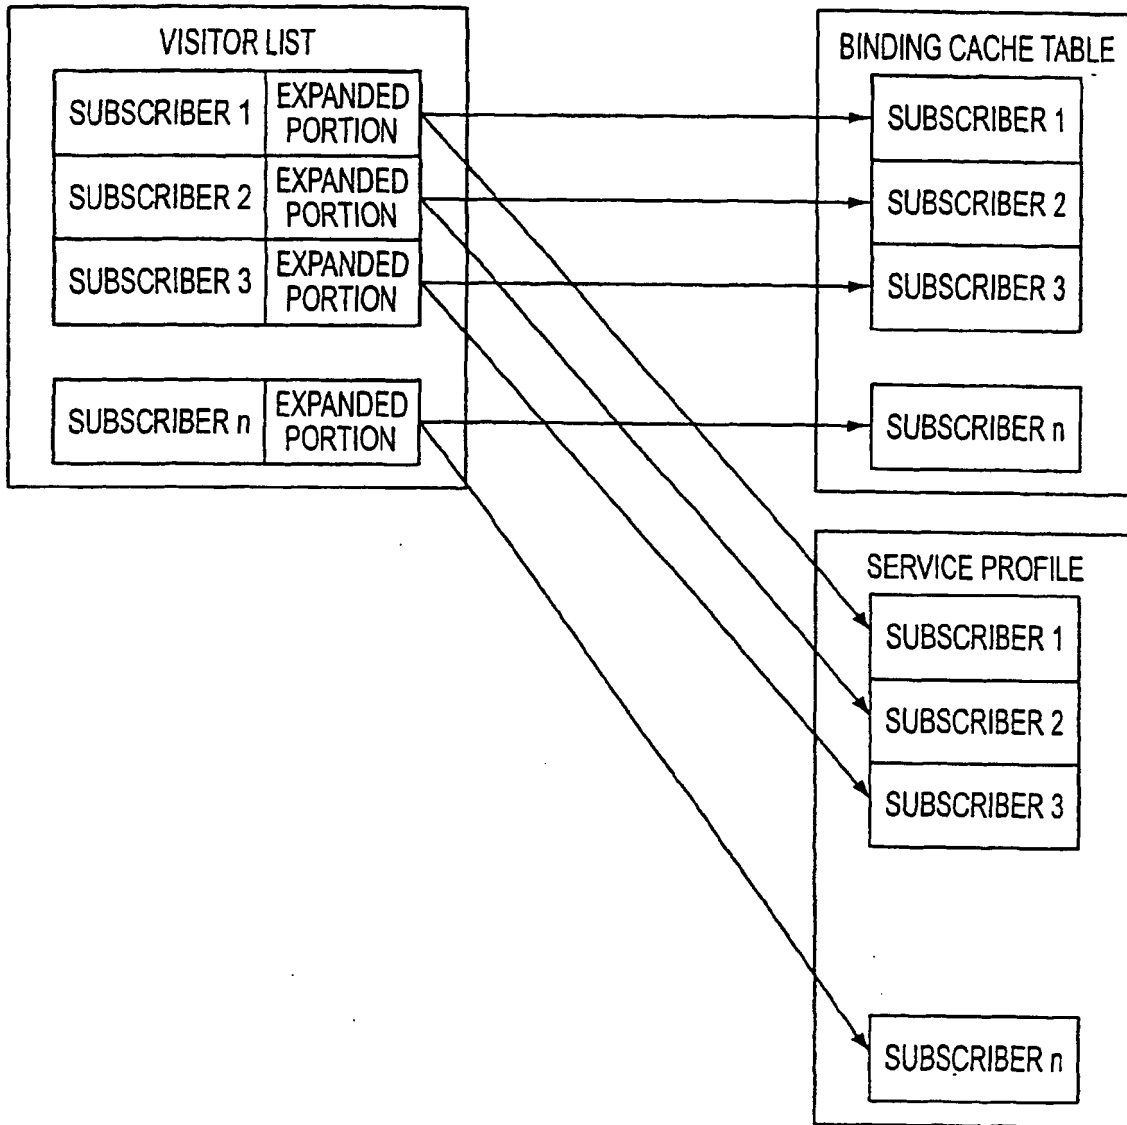 VISITOR LIST
SUBSCRIBER 1
EXPANDED
PORTION
SUBSCRIBER 2
EXPANDED
PORTION
SUBSCRIBER 3
EXPANDED
PORTION
SUBSCRIBER n
EXPANDED
PORTION
BINDING CACHE TABLE
SUBSCRIBER 1
SUBSCRIBER 2
SUBSCRIBER 3
SUBSCRIBER n
SERVICE PROFILE
SUBSCRIBER 1
SUBSCRIBER 2
SUBSCRIBER 3
SUBSCRIBER n